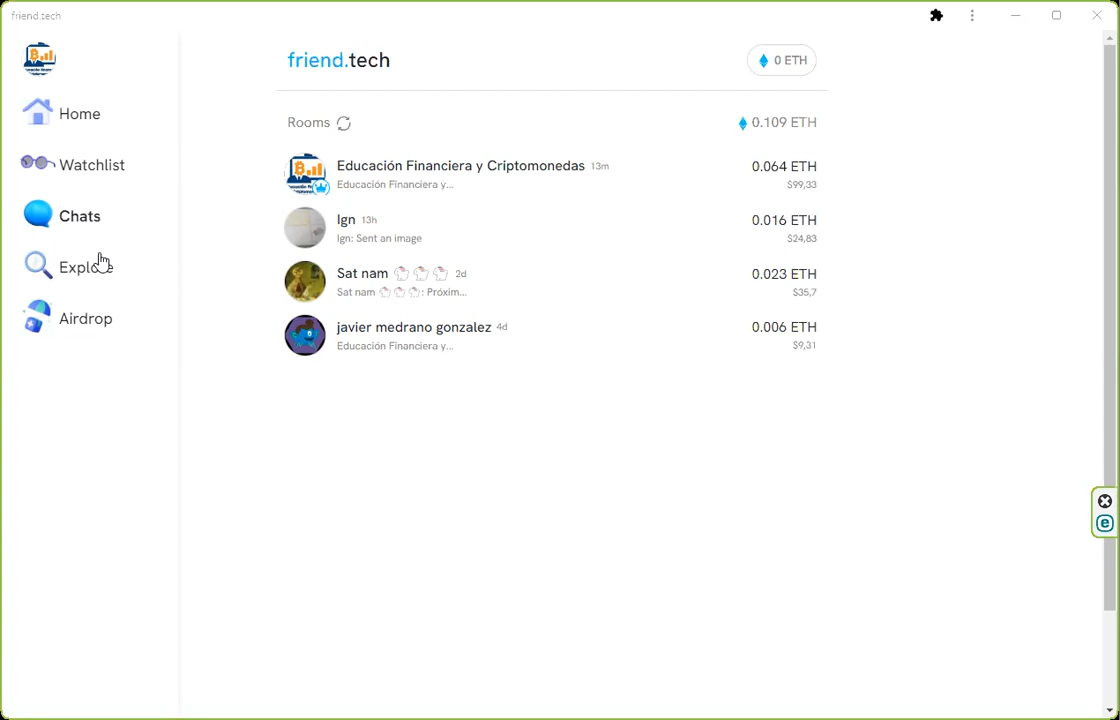 friend.tech
Home
Watchlist
Chats
Explore
Airdrop
friend.tech
0 ETH
Rooms
0.109 ETH
Educación Financiera y Criptomonedas 13m
Educación Financiera y...
0.064 ETH
$99,33
Ign 13h
Ign: Sent an image
0.016 ETH
$24,83
Sat nam 2d
Sat nam : Próxim...
0.023 ETH
$35,7
javier medrano gonzalez 4d
Educación Financiera y...
0.006 ETH
$9,31